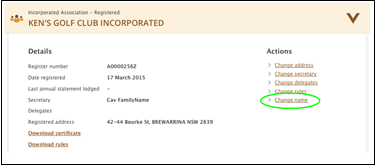 Incorporated Association – Registered
KEN'S GOLF CLUB INCORPORATED
Details
Register number A0000256Z
Date registered 17 March 2015
Last annual statement lodged –
Secretary Cav FamilyName
Delegates
Registered address 42–44 Bourke St, BREWARRINA NSW 2839
Download certificate
Download rules
Actions
Change address
Change secretary
Change delegates
Change rules
Change name